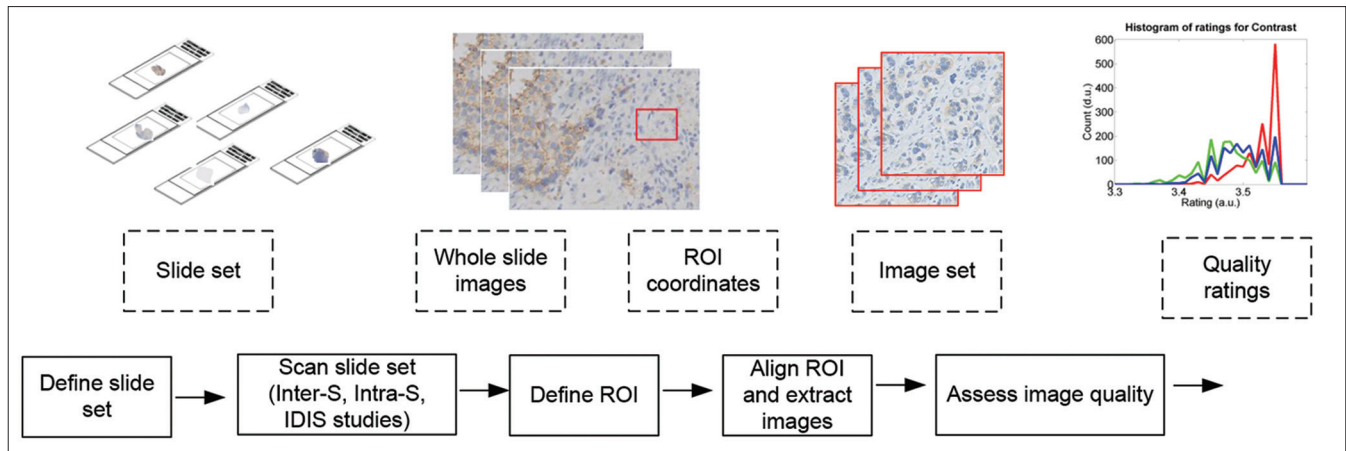 Histogram of ratings for Contrast
600
500
400
300
200
100
0
Count (d.u.)
3.3
3.4
3.5
Rating (a.u.)
Slide set
Whole slide
images
ROI
coordinates
Image set
Quality
ratings
Define slide
set
Scan slide set
(Inter-S, Intra-S,
IDIS studies)
Define ROI
Align ROI
and extract
images
Assess image quality